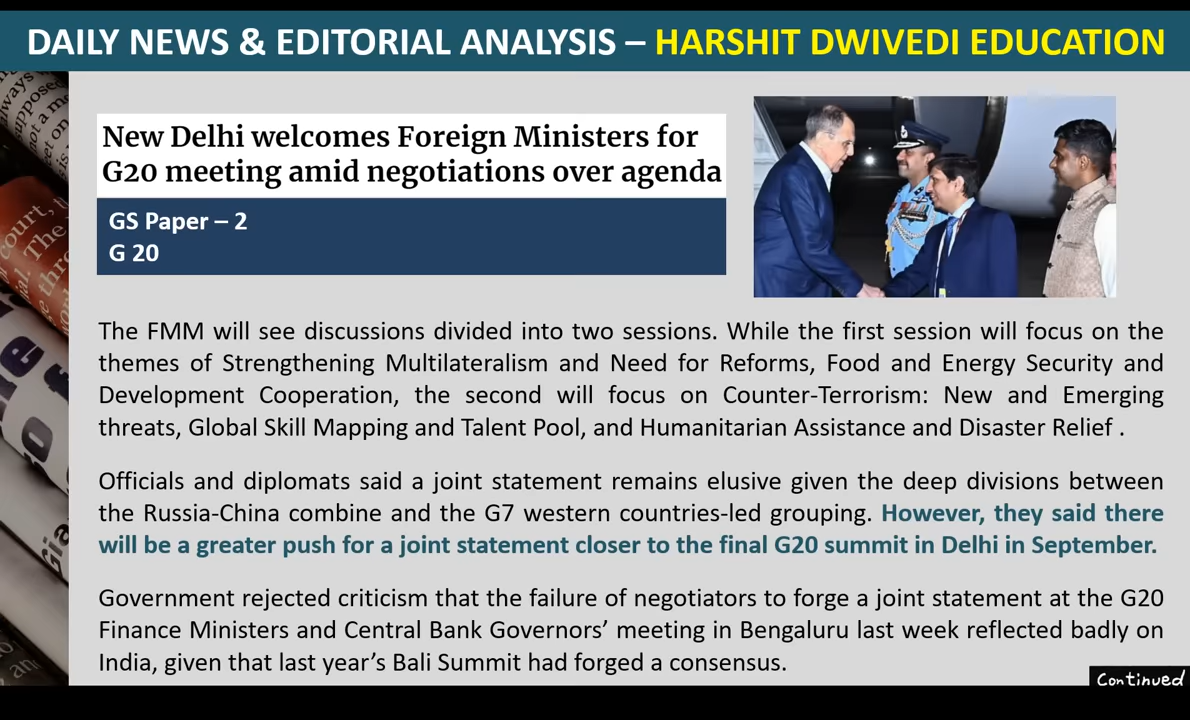 DAILY NEWS & EDITORIAL ANALYSIS – HARSHIT DWIVEDI EDUCATION
New Delhi welcomes Foreign Ministers for
G20 meeting amid negotiations over agenda
GS Paper – 2
G 20
The FMM will see discussions divided into two sessions. While the first session will focus on the
themes of Strengthening Multilateralism and Need for Reforms, Food and Energy Security and
Development Cooperation, the second will focus on Counter-Terrorism: New and Emerging
threats, Global Skill Mapping and Talent Pool, and Humanitarian Assistance and Disaster Relief .
Officials and diplomats said a joint statement remains elusive given the deep divisions between
the Russia-China combine and the G7 western countries-led grouping. However, they said there
will be a greater push for a joint statement closer to the final G20 summit in Delhi in September.
Government rejected criticism that the failure of negotiators to forge a joint statement at the G20
Finance Ministers and Central Bank Governors’ meeting in Bengaluru last week reflected badly on
India, given that last year’s Bali Summit had forged a consensus.
Continued